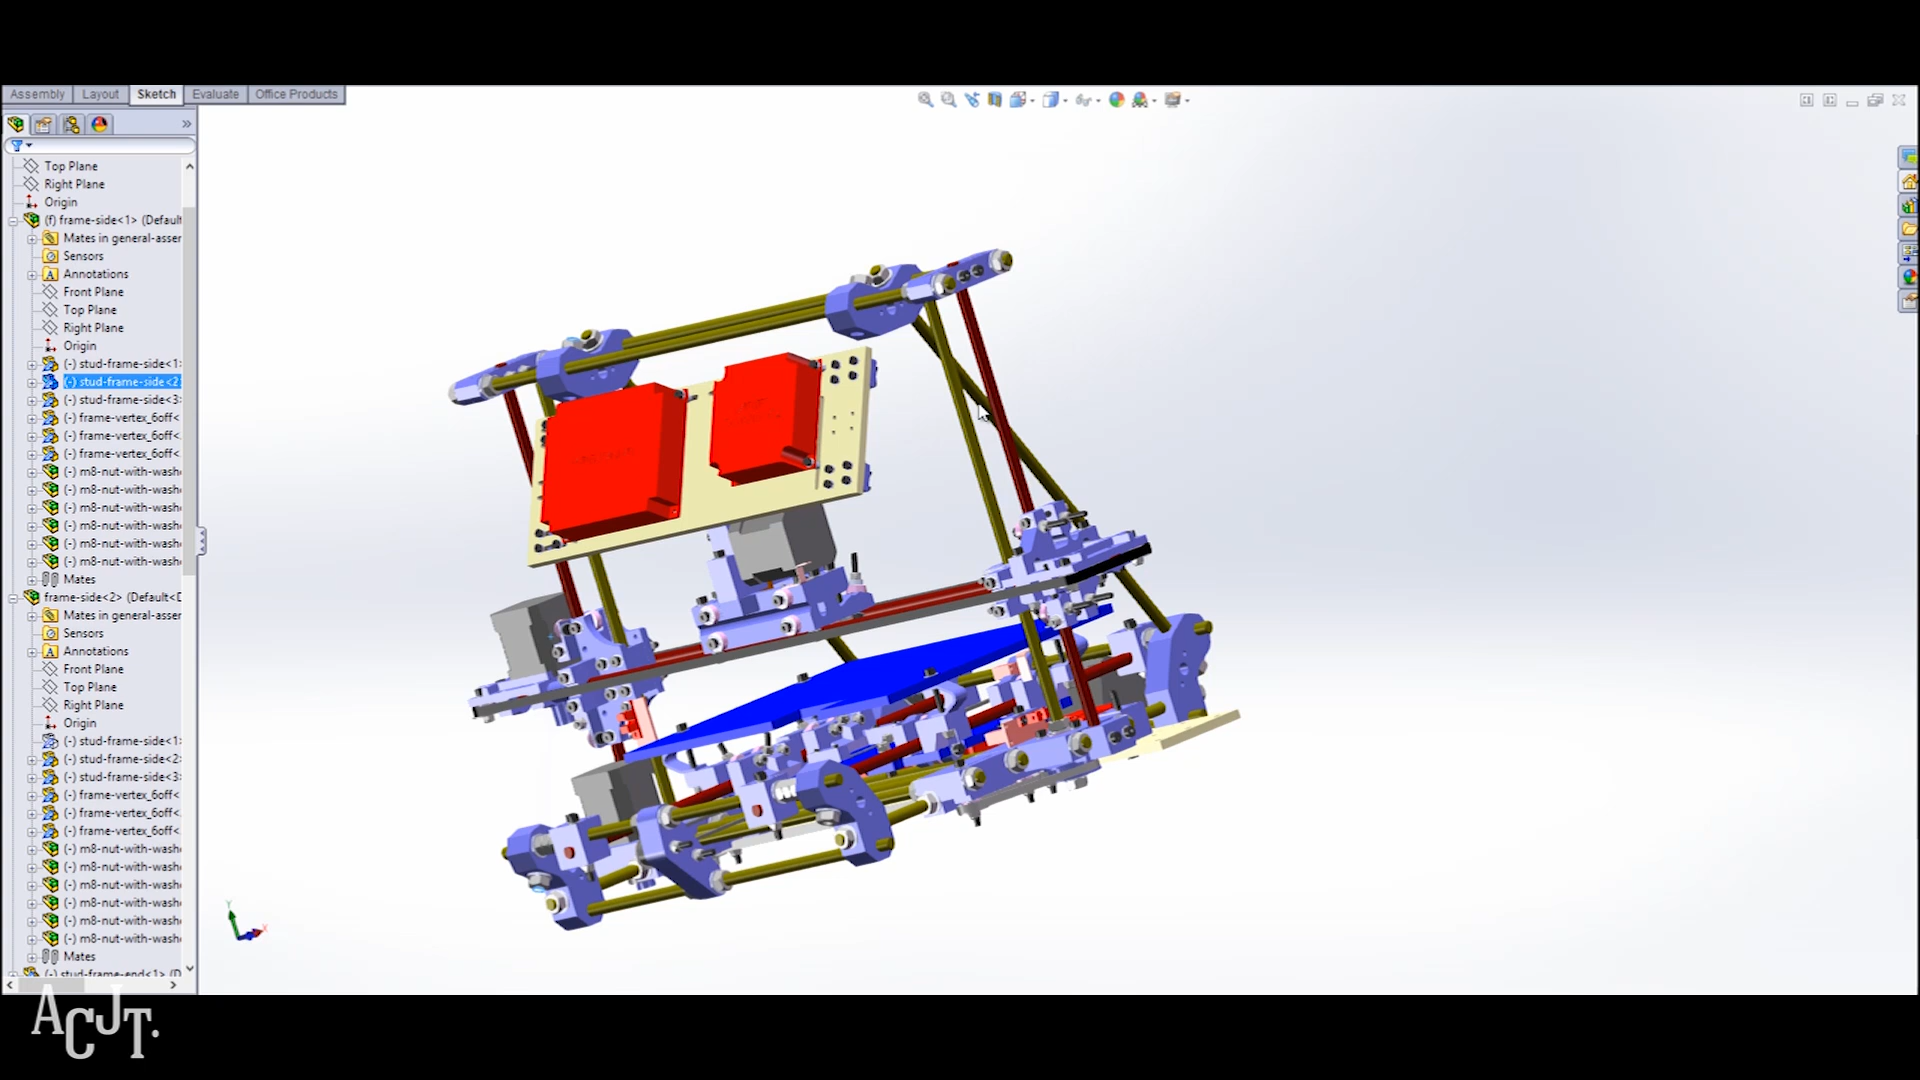 Assembly Layout Sketch Evaluate Office Products
Top Plane
Right Plane
Origin
(f) frame-side<1> (Default
Mates in general-asser
Sensors
Annotations
Front Plane
Top Plane
Right Plane
Origin
(-) stud-frame-side<1>
(-) stud-frame-side<2>
(-) stud-frame-side<3>
(-) frame-vertex_6off<
(-) frame-vertex_6off<
(-) frame-vertex_6off<
(-) m8-nut-with-wash
(-) m8-nut-with-wash
(-) m8-nut-with-wash
(-) m8-nut-with-wash
(-) m8-nut-with-wash
(-) m8-nut-with-wash
Mates
frame-side<2> (Default<D
Mates in general-asser
Sensors
Annotations
Front Plane
Top Plane
Right Plane
Origin
(-) stud-frame-side<1>
(-) stud-frame-side<2>
(-) stud-frame-side<3>
(-) frame-vertex_6off<
(-) frame-vertex_6off<
(-) frame-vertex_6off<
(-) m8-nut-with-wash
(-) m8-nut-with-wash
(-) m8-nut-with-wash
(-) m8-nut-with-wash
(-) m8-nut-with-wash
(-) m8-nut-with-wash
Mates
(-) stud-frame-end<1> (D
Y
X
ACJT.